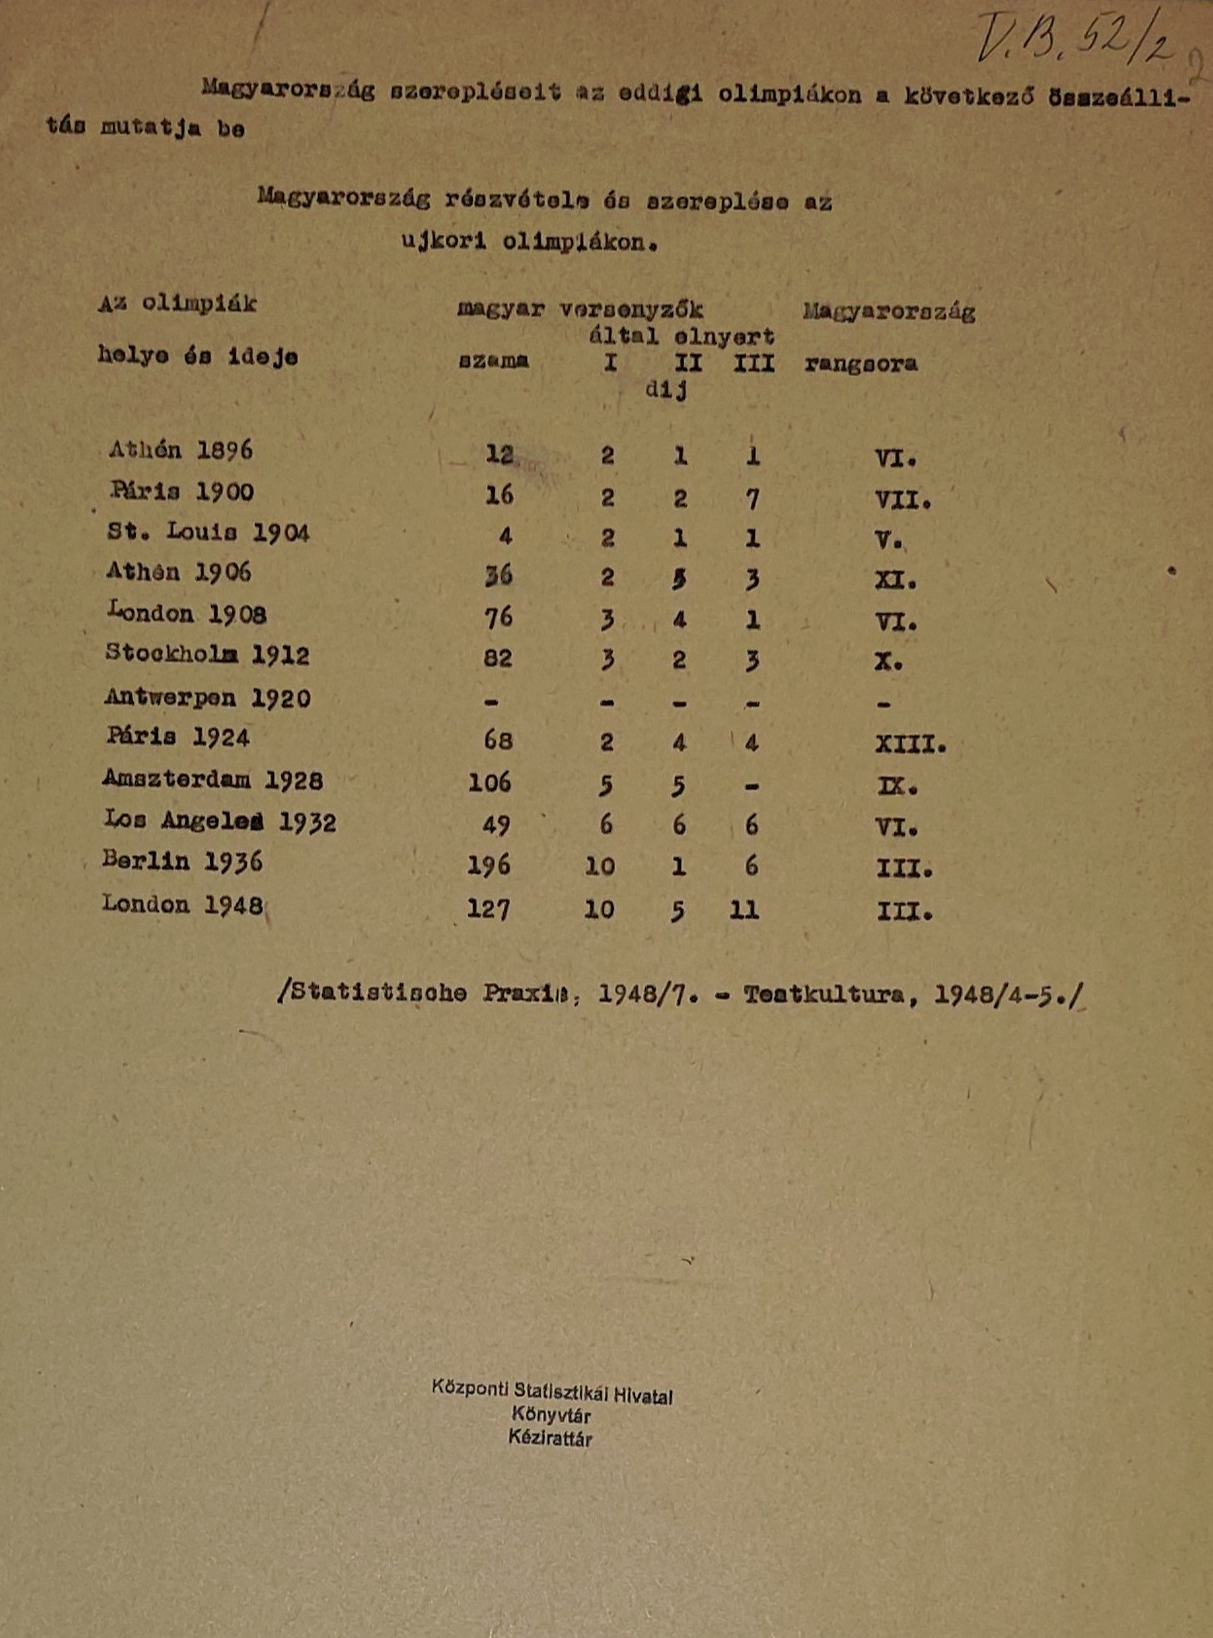 V.B. 52/2
2
Magyarország szerepléseit az eddigi olimpiákon a következő összeálli-
tás mutatja be
Magyarország részvétele és szereplése az
ujkori olimpiákon.
Az olimpiák magyar versenyzők Magyarország
által elnyert
helye és ideje szama I II III rangsora
dij
Athén 1896 12 2 1 1 VI.
Páris 1900 16 2 2 7 VII.
St. Louis 1904 4 2 1 1 V.
Athén 1906 36 2 5 3 XI.
London 1908 76 3 4 1 VI.
Stockholm 1912 82 3 2 3 X.
Antwerpen 1920 - - - - -
Páris 1924 68 2 4 4 XIII.
Amszterdam 1928 106 5 5 - IX.
Los Angeles 1932 49 6 6 6 VI.
Berlin 1936 196 10 1 6 III.
London 1948 127 10 5 11 III.
/Statistische Praxis, 1948/7. - Testkultura, 1948/4-5./
Központi Statisztikai Hivatal
Könyvtár
Kézirattár